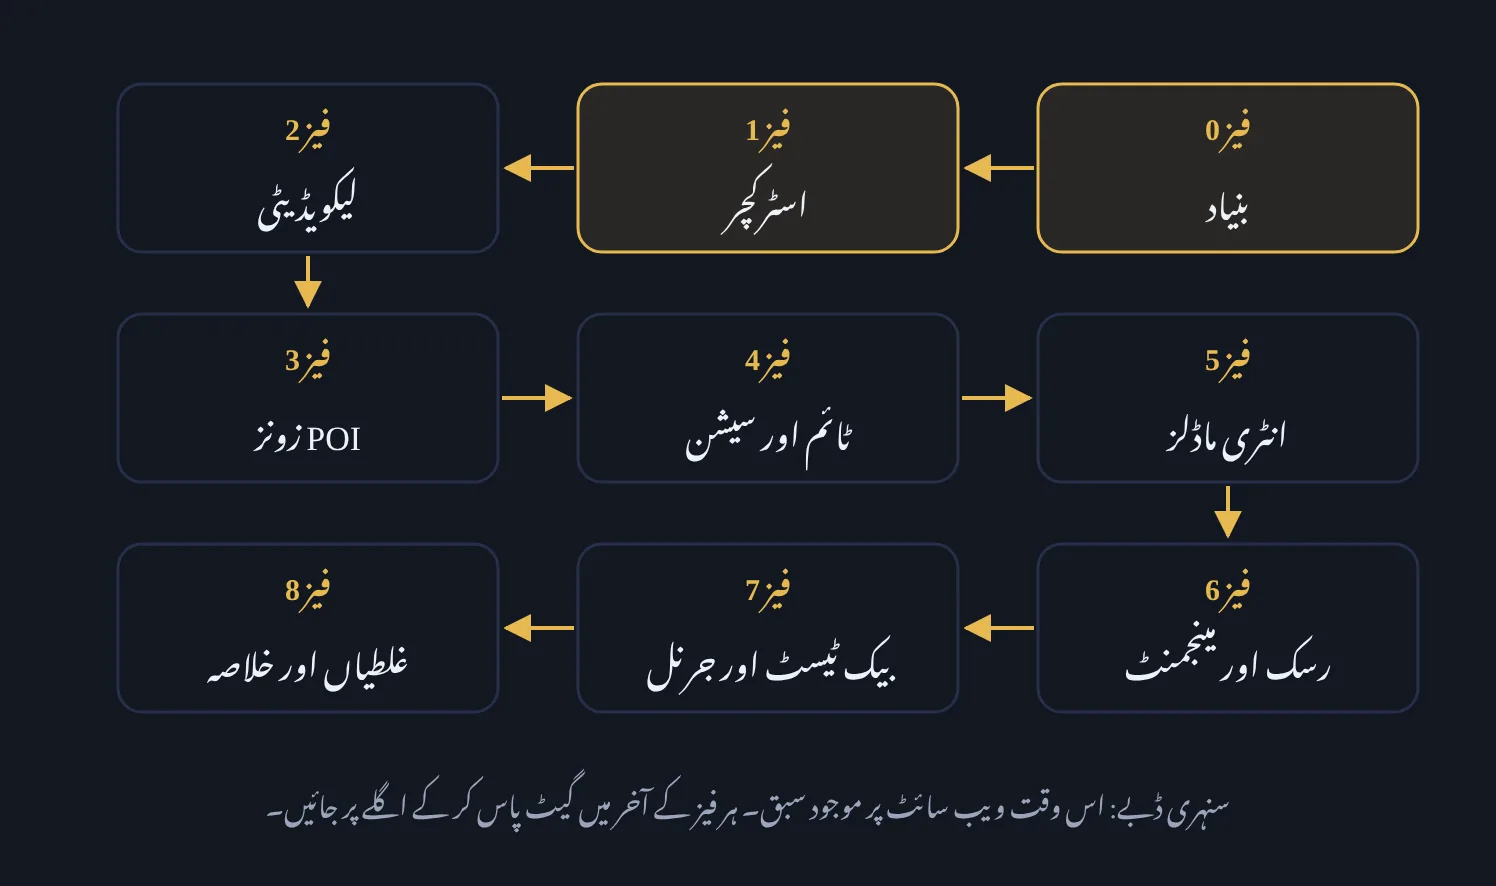 فیز 0
بنیاد
فیز 1
اسٹرکچر
فیز 2
لیکویڈیٹی
فیز 3
POI زونز
فیز 4
ٹائم اور سیشن
فیز 5
انٹری ماڈلز
فیز 6
رسک اور مینجمنٹ
فیز 7
بیک ٹیسٹ اور جرنل
فیز 8
غلطیاں اور خلاصہ
سنہری ڈبے: اس وقت ویب سائٹ پر موجود سبق۔ ہر فیز کے آخر میں گیٹ پاس کر کے اگلے پر جائیں۔